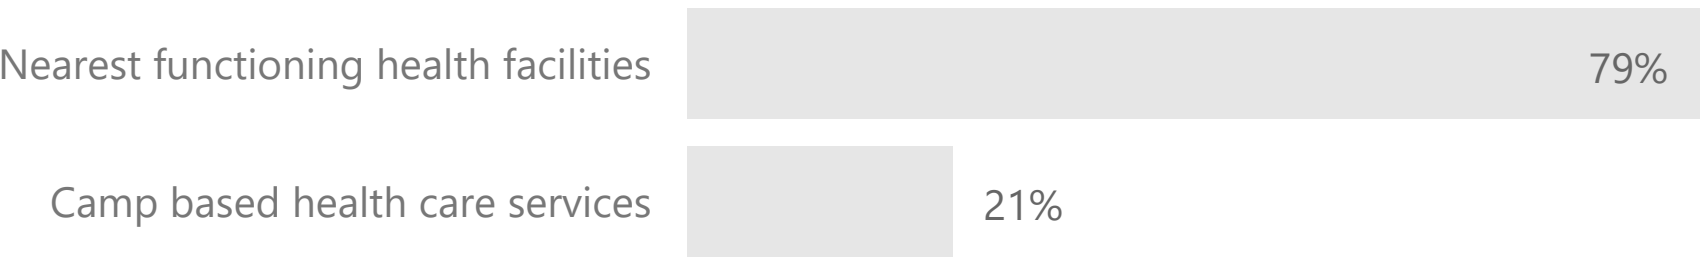 Nearest functioning health facilities 79%
Camp based health care services 21%